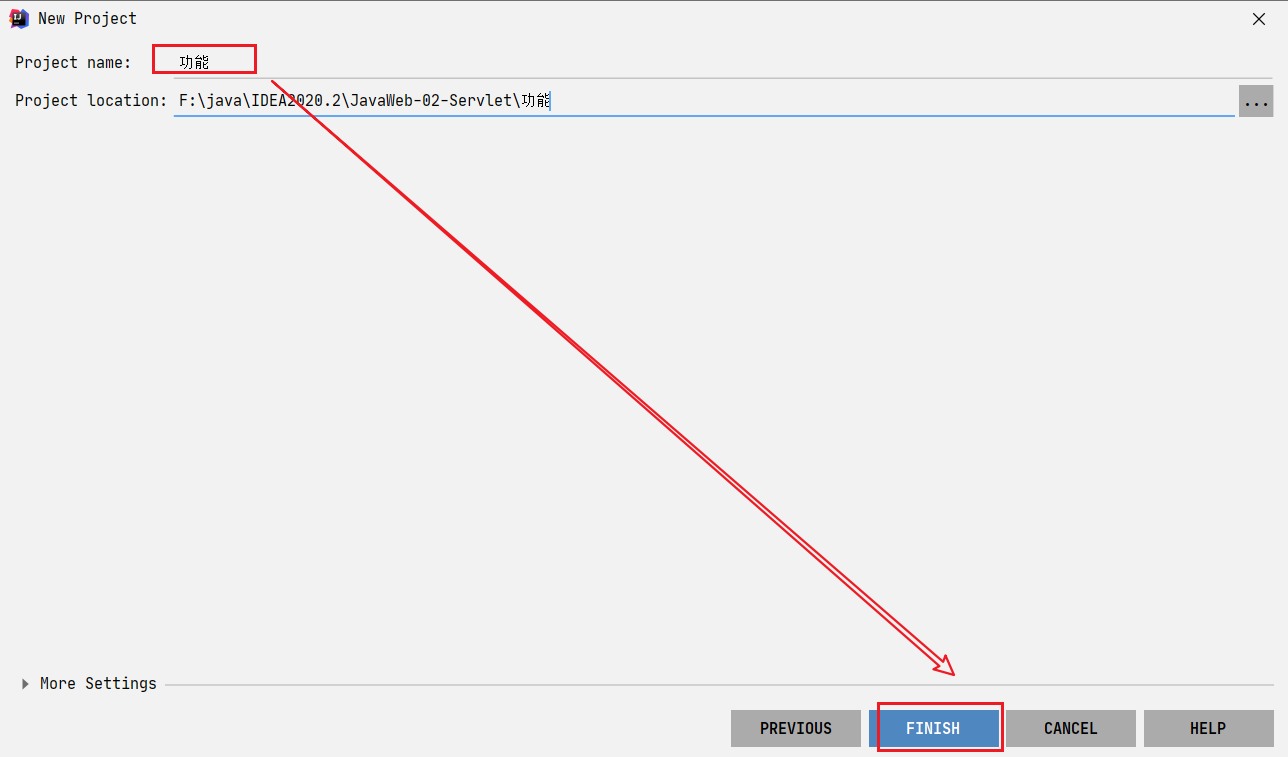 New Project
Project name: 功能
Project location: F:\java\IDEA2020.2\JavaWeb-02-Servlet\功能
...
More Settings
PREVIOUS FINISH CANCEL HELP